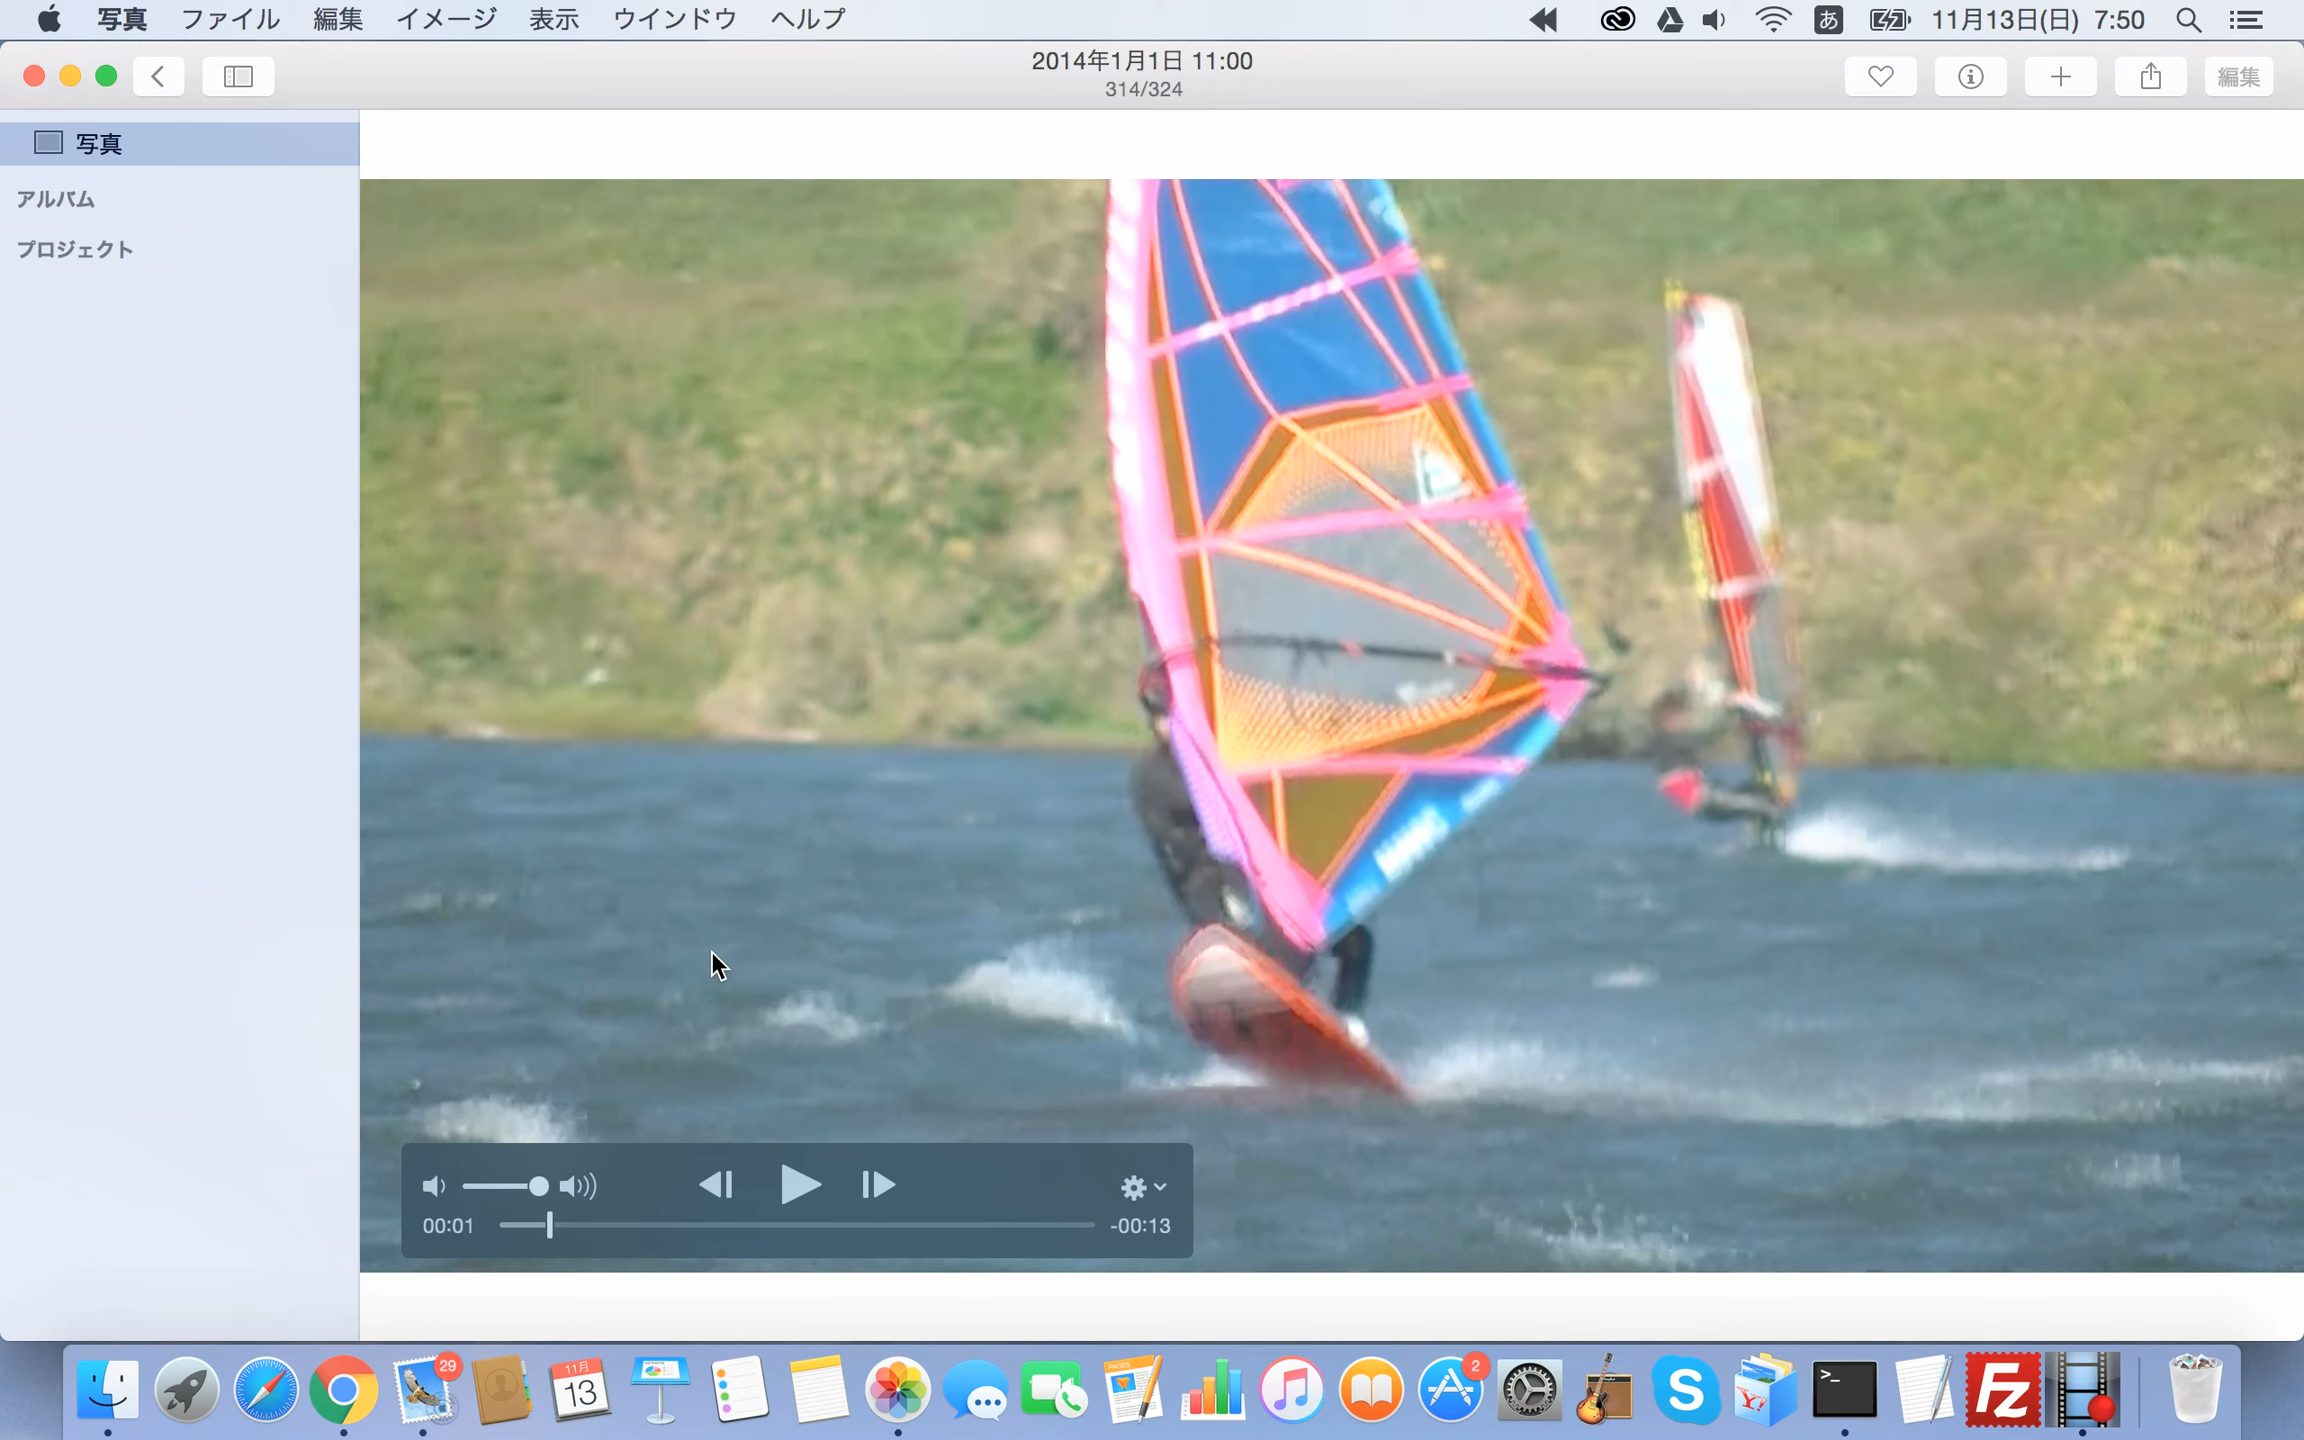 写真 ファイル 編集 イメージ 表示 ウインドウ ヘルプ
あ 11月13日(日) 7:50
2014年1月1日 11:00
314/324
編集
写真
アルバム
プロジェクト
00:01
-00:13
29
11月
13
PAGES
2
>_
Y!
Fz